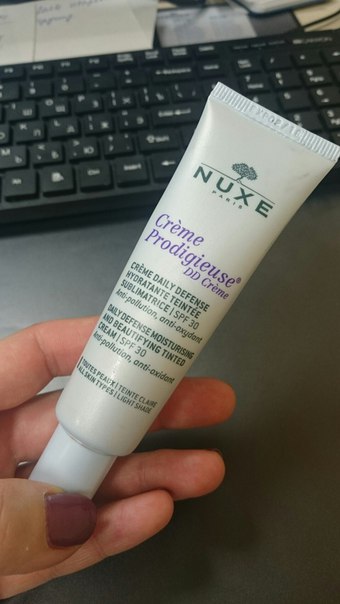 NUXE
PARIS
Crème
Prodigieuse®
DD Crème
CRÈME DAILY DEFENSE
HYDRATANTE TEINTÉE
SUBLIMATRICE | SPF 30
Anti-pollution, anti-oxydant
DAILY DEFENSE MOISTURISING
AND BEAUTIFYING TINTED
CREAM | SPF 30
Anti-pollution, anti-oxidant
TOUTES PEAUX | TEINTE CLAIRE
ALL SKIN TYPES | LIGHT SHADE